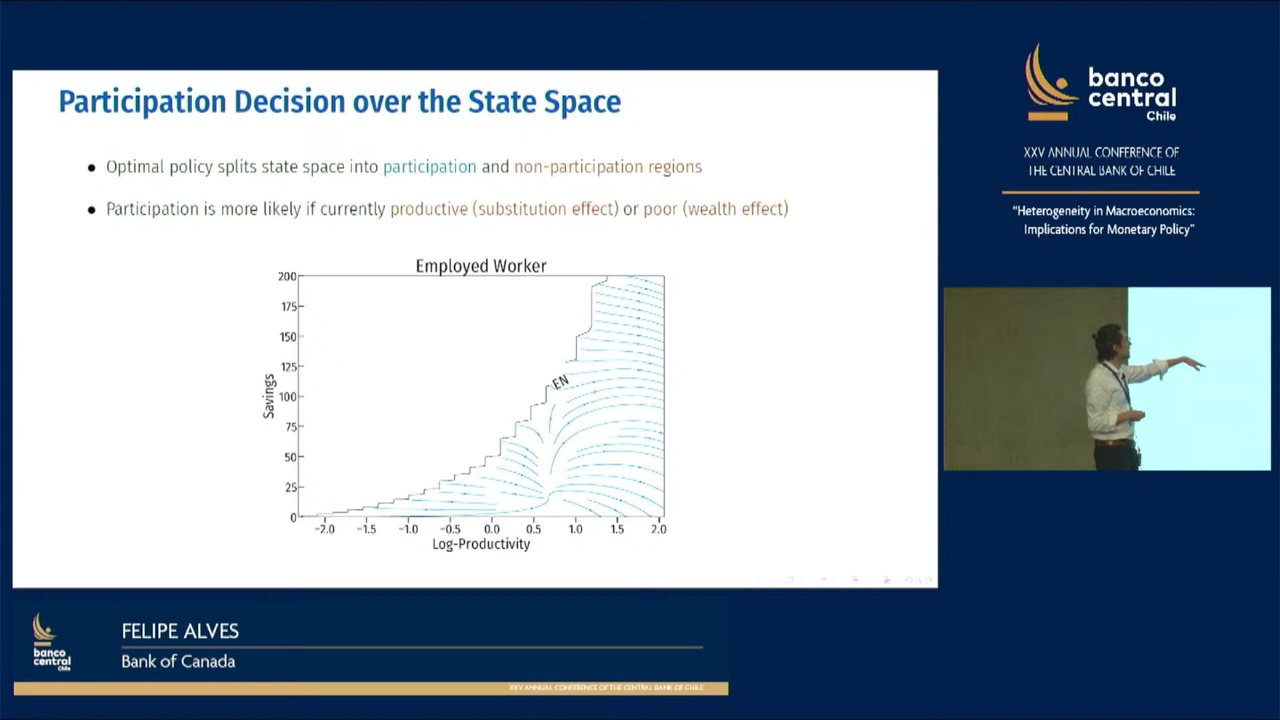 Participation Decision over the State Space
• Optimal policy splits state space into participation and non-participation regions
• Participation is more likely if currently productive (substitution effect) or poor (wealth effect)
Employed Worker
200
175
150
125
100
75
50
25
0
Savings
EN
−2.0 −1.5 −1.0 −0.5 0.0 0.5 1.0 1.5 2.0
Log-Productivity
banco
central
Chile
XXV ANNUAL CONFERENCE OF
THE CENTRAL BANK OF CHILE
“Heterogeneity in Macroeconomics:
Implications for Monetary Policy”
banco
central
Chile
FELIPE ALVES
Bank of Canada
XXV ANNUAL CONFERENCE OF THE CENTRAL BANK OF CHILE